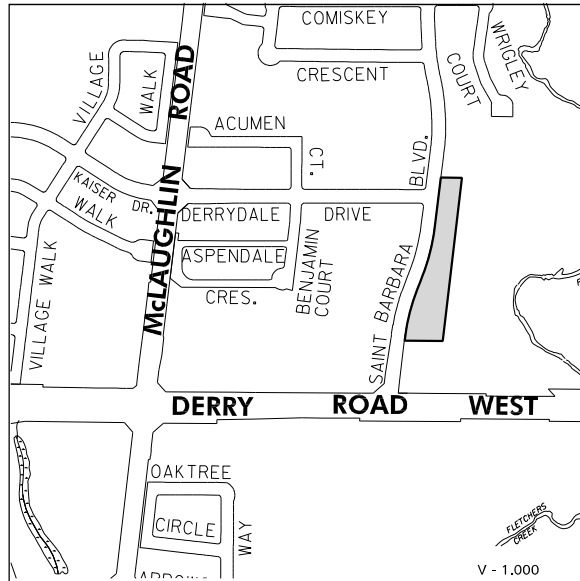 COMISKEY
CRESCENT
WRIGLEY
COURT
VILLAGE
WALK
McLAUGHLIN ROAD
ACUMEN
CT.
BLVD.
KAISER DR.
WALK
DERRYDALE DRIVE
ASPENDALE
CRES.
BENJAMIN
COURT
SAINT BARBARA
VILLAGE WALK
DERRY ROAD WEST
OAKTREE
CIRCLE
WAY
FLETCHERS
CREEK
V - 1.000